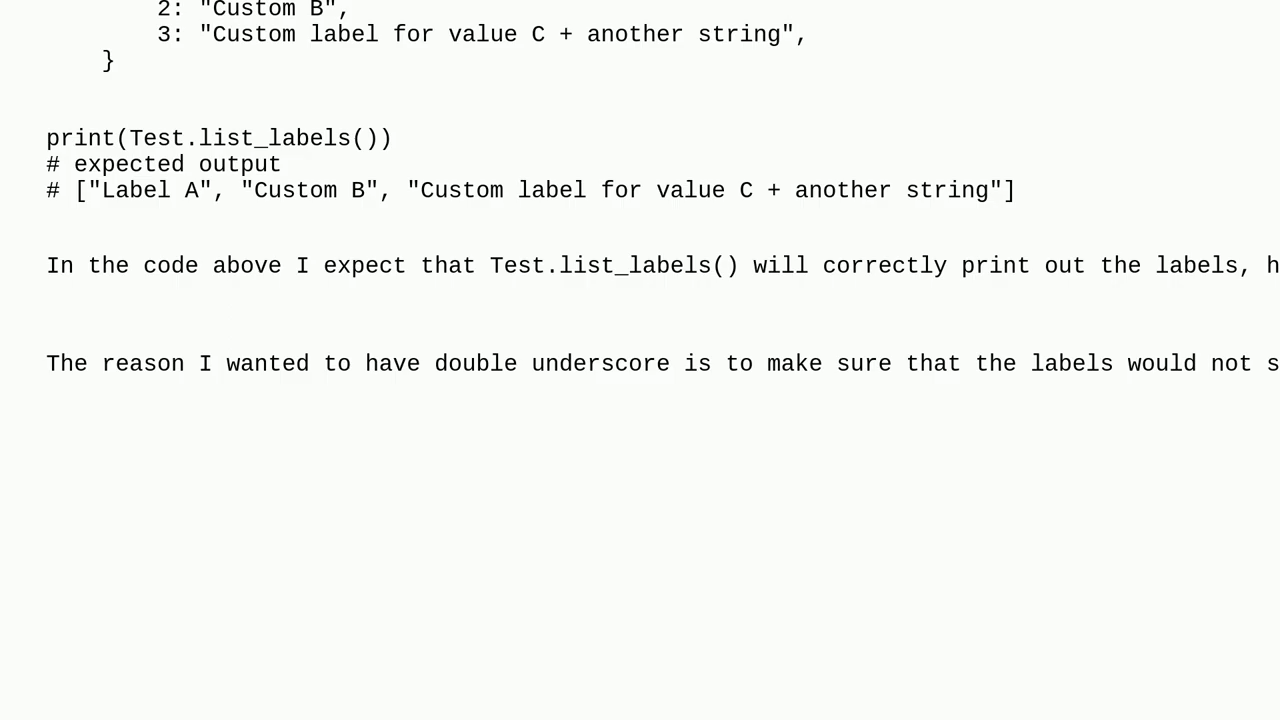 2: "Custom B",
3: "Custom label for value C + another string",
}
print(Test.list_labels())
# expected output
# ["Label A", "Custom B", "Custom label for value C + another string"]
In the code above I expect that Test.list_labels() will correctly print out the labels, h
The reason I wanted to have double underscore is to make sure that the labels would not s